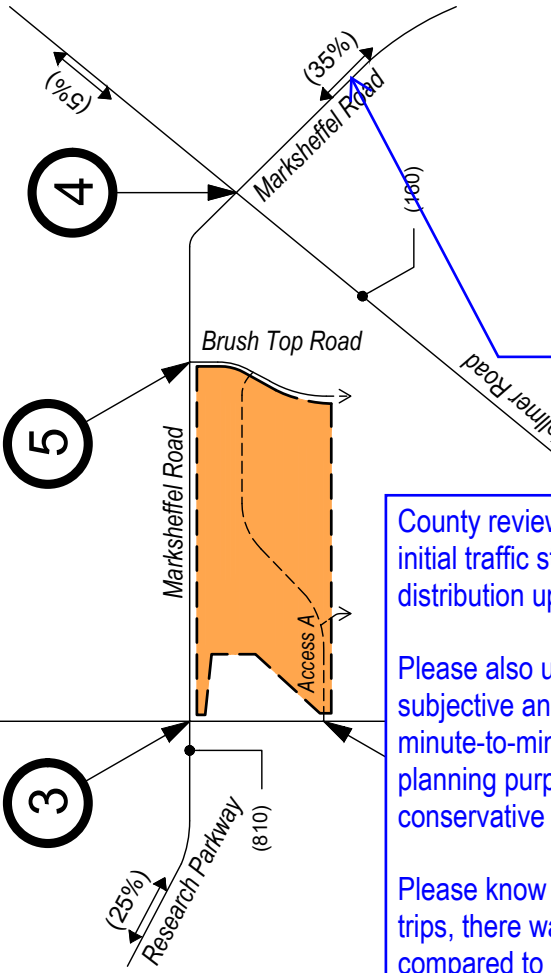 (5%)
(35%)
4
Marksheffel Road
(160)
Brush Top Road
5
Marksheffel Road
County review
initial traffic s
distribution up
Access A
Please also u
subjective an
minute-to-min
planning purp
conservative
3
(810)
(25%)
Research Parkway
Please know
trips, there wa
compared to